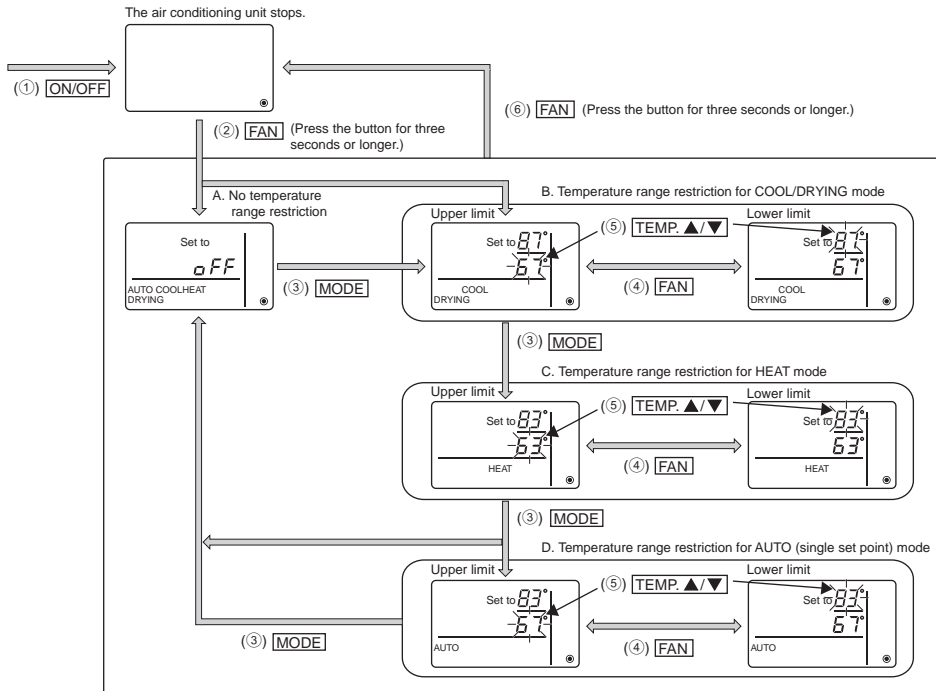 The air conditioning unit stops.
(①) ON/OFF
(②) FAN (Press the button for three
seconds or longer.)
(⑥) FAN (Press the button for three seconds or longer.)
A. No temperature
range restriction
Set to
oFF
AUTO COOLHEAT
DRYING
(③) MODE
B. Temperature range restriction for COOL/DRYING mode
Upper limit
Set to 87°
67°
COOL
DRYING
(⑤) TEMP. ▲/▼
(④) FAN
Lower limit
Set to 87°
67°
COOL
DRYING
(③) MODE
C. Temperature range restriction for HEAT mode
Upper limit
Set to 83°
63°
HEAT
(⑤) TEMP. ▲/▼
(④) FAN
Lower limit
Set to 83°
63°
HEAT
(③) MODE
D. Temperature range restriction for AUTO (single set point) mode
Upper limit
Set to 83°
67°
AUTO
(⑤) TEMP. ▲/▼
(④) FAN
Lower limit
Set to 83°
67°
AUTO
(③) MODE